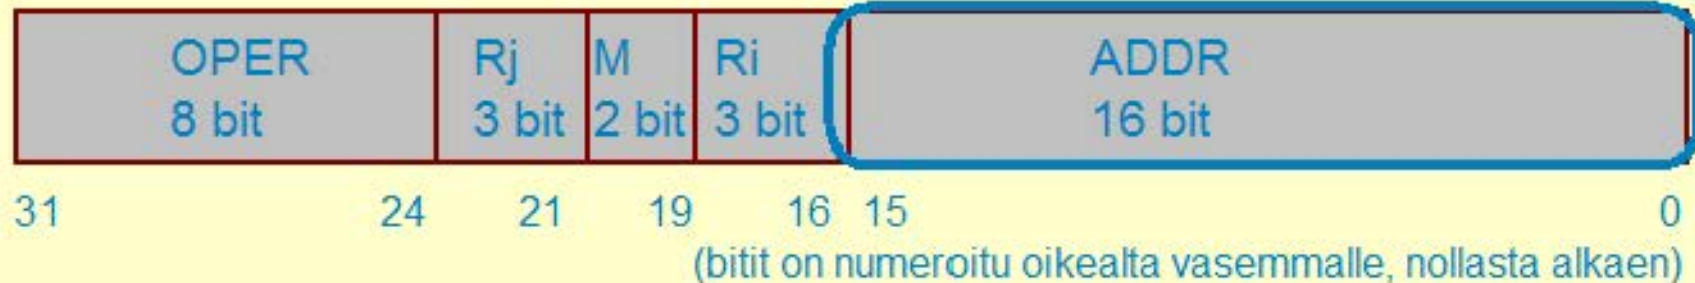 OPER Rj M Ri ADDR
8 bit 3 bit 2 bit 3 bit 16 bit
31 24 21 19 16 15 0
(bitit on numeroitu oikealta vasemmalle, nollasta alkaen)